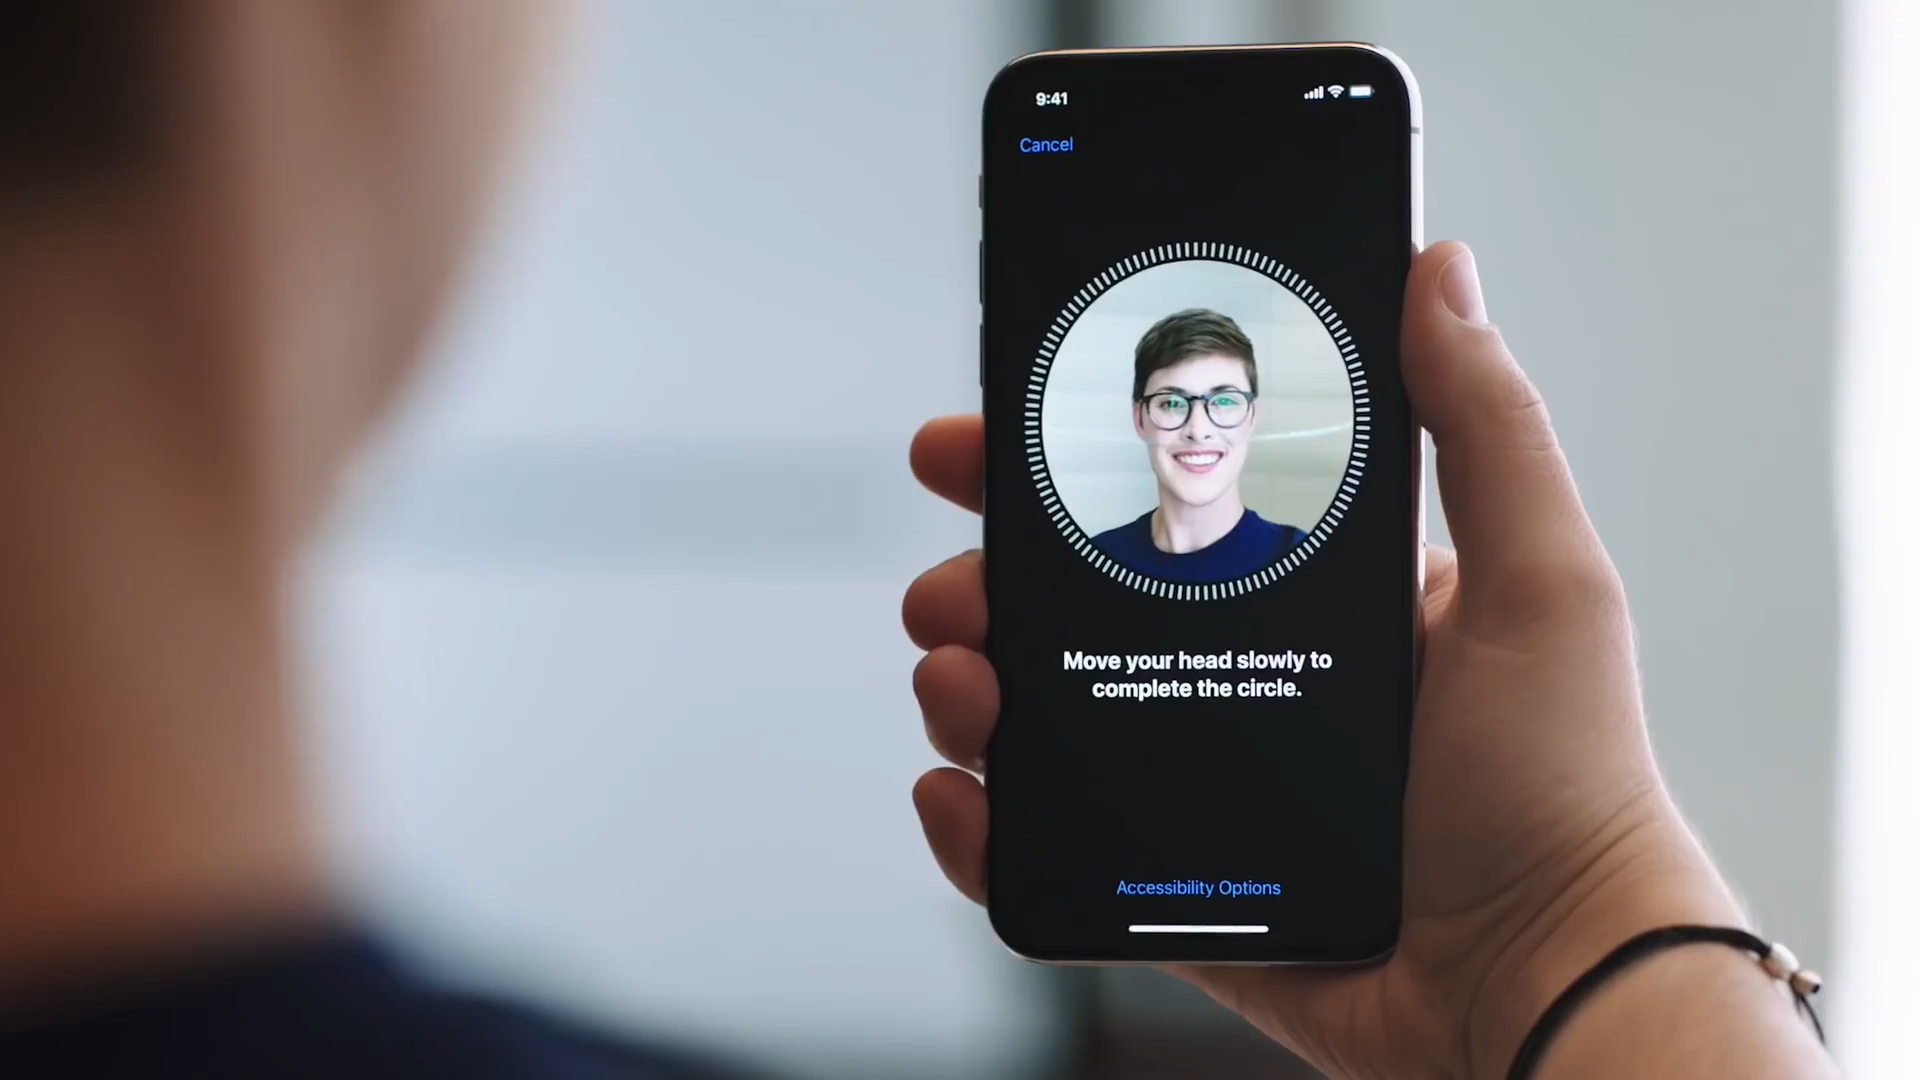 9:41
Cancel
Move your head slowly to
complete the circle.
Accessibility Options